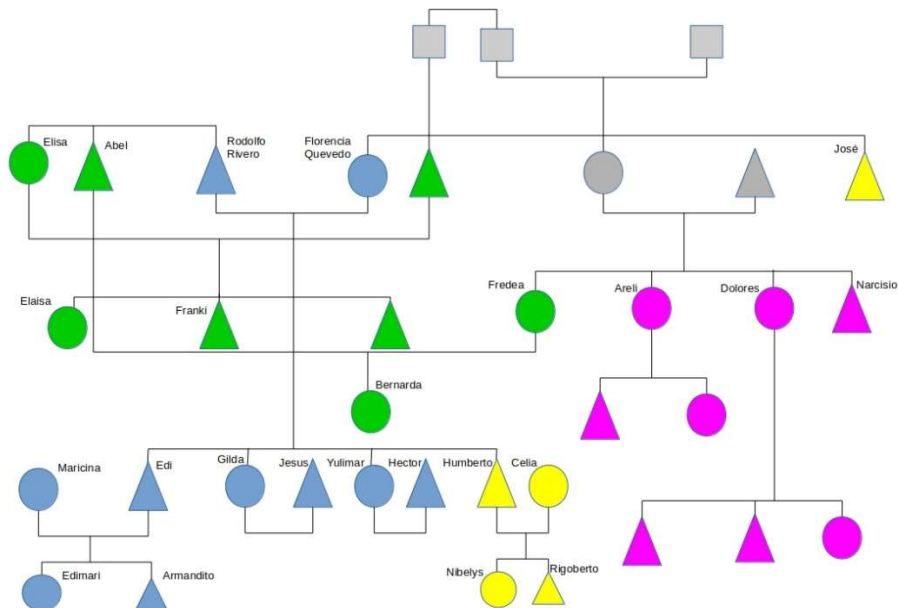 Elisa
Abel
Rodolfo
Rivero
Florencia
Quevedo
José
Elaisa
Franki
Fredea
Areli
Dolores
Narcisio
Bernarda
Maricina
Edi
Gilda
Jesus
Yulimar
Hector
Humberto
Celia
Edimari
Armandito
Nibelys
Rigoberto